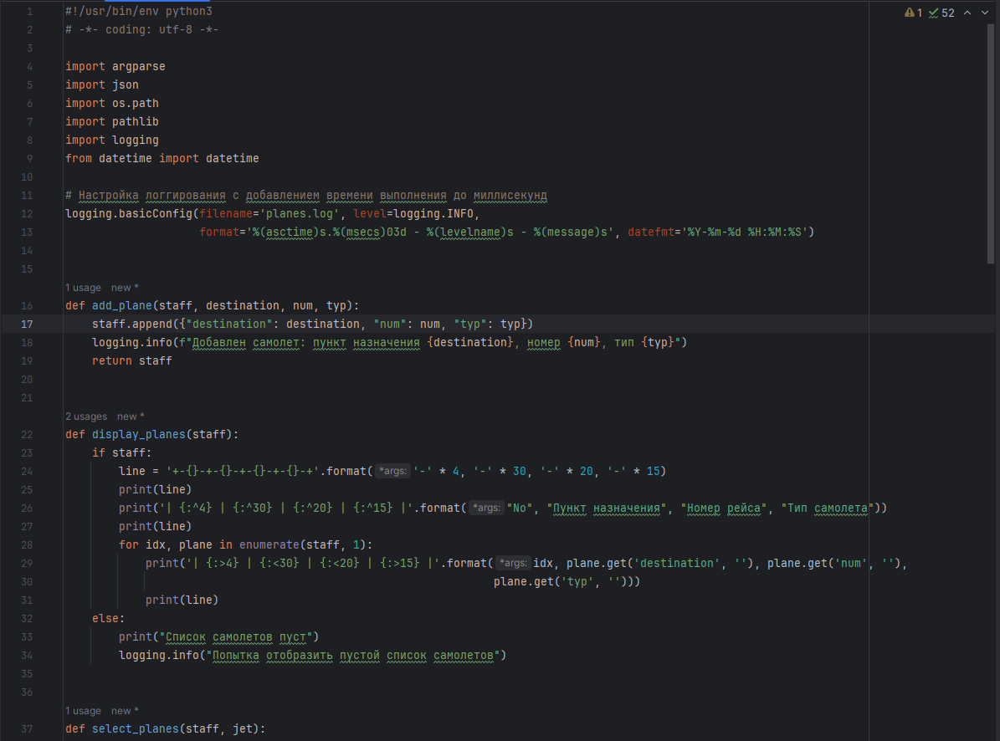 1 #!/usr/bin/env python3
⚠1 ✓52
2 # -*- coding: utf-8 -*-
3
4 import argparse
5 import json
6 import os.path
7 import pathlib
8 import logging
9 from datetime import datetime
10
11 # Настройка логгирования с добавлением времени выполнения до миллисекунд
12 logging.basicConfig(filename='planes.log', level=logging.INFO,
13                     format='%(asctime)s.%(msecs)03d - %(levelname)s - %(message)s', datefmt='%Y-%m-%d %H:%M:%S')
14
15
1 usage new *
16 def add_plane(staff, destination, num, typ):
17     staff.append({"destination": destination, "num": num, "typ": typ})
18     logging.info(f"Добавлен самолет: пункт назначения {destination}, номер {num}, тип {typ}")
19     return staff
20
21
2 usages new *
22 def display_planes(staff):
23     if staff:
24         line = '+-{}-+-{}-+-{}-+-{}-+'.format( *args: '-' * 4, '-' * 30, '-' * 20, '-' * 15)
25         print(line)
26         print('| {:^4} | {:^30} | {:^20} | {:^15} |'.format( *args: "No", "Пункт назначения", "Номер рейса", "Тип самолета"))
27         print(line)
28         for idx, plane in enumerate(staff, 1):
29             print('| {:>4} | {:<30} | {:<20} | {:>15} |'.format( *args: idx, plane.get('destination', ''), plane.get('num', ''),
30                                                                 plane.get('typ', '')))
31             print(line)
32     else:
33         print("Список самолетов пуст")
34         logging.info("Попытка отобразить пустой список самолетов")
35
36
1 usage new *
37 def select_planes(staff, jet):